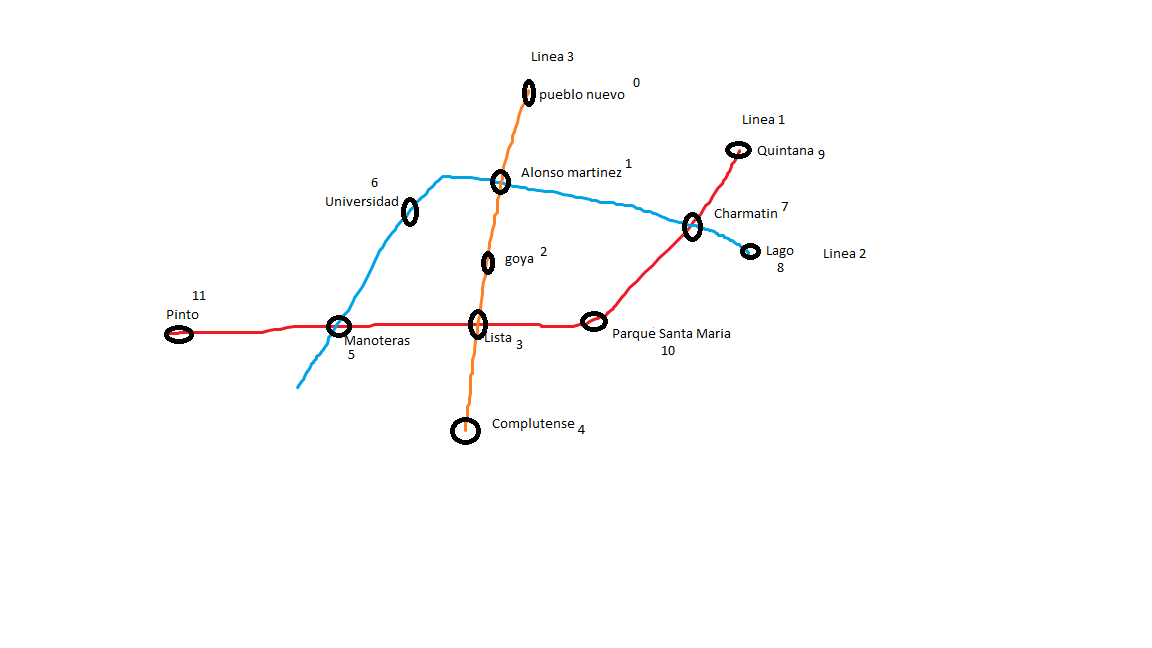 Linea 3
pueblo nuevo 0
Linea 1
Quintana 9
Alonso martinez 1
6
Universidad
Charmatin 7
goya 2
Lago
8
Linea 2
11
Pinto
Manoteras
5
Lista 3
Parque Santa Maria
10
Complutense 4